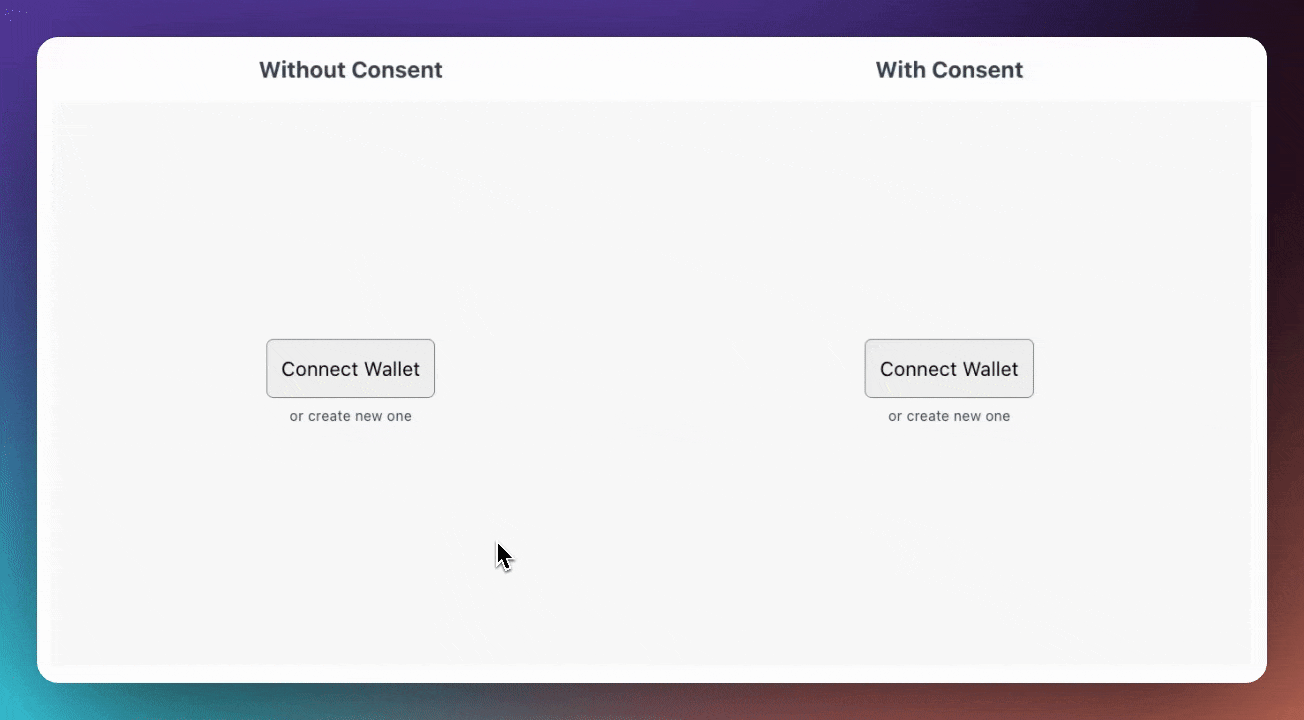 Without Consent
With Consent
Connect Wallet
or create new one
Connect Wallet
or create new one